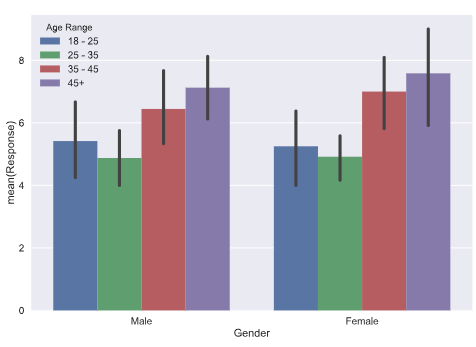 Age Range
18 - 25
25 - 35
35 - 45
45+
8
6
4
2
0
mean(Response)
Male
Female
Gender